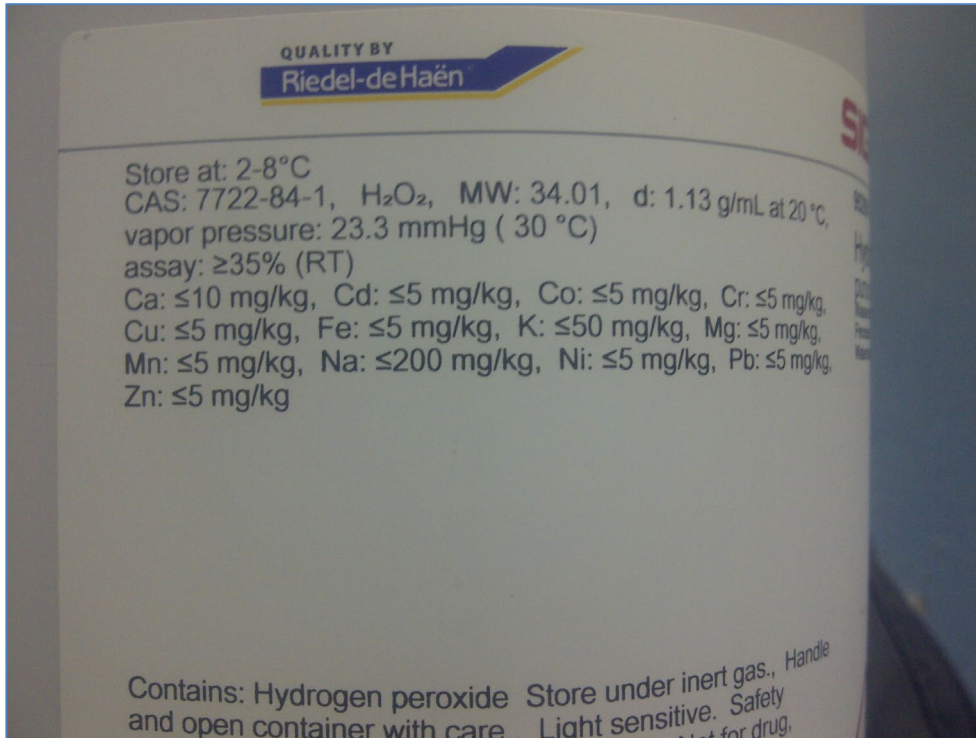 QUALITY BY
Riedel-de Haën
SIG
Store at: 2-8°C
CAS: 7722-84-1, H₂O₂, MW: 34.01, d: 1.13 g/mL at 20 °C,
vapor pressure: 23.3 mmHg ( 30 °C)
assay: ≥35% (RT)
Ca: ≤10 mg/kg, Cd: ≤5 mg/kg, Co: ≤5 mg/kg, Cr: ≤5 mg/kg,
Cu: ≤5 mg/kg, Fe: ≤5 mg/kg, K: ≤50 mg/kg, Mg: ≤5 mg/kg,
Mn: ≤5 mg/kg, Na: ≤200 mg/kg, Ni: ≤5 mg/kg, Pb: ≤5 mg/kg,
Zn: ≤5 mg/kg
Contains: Hydrogen peroxide Store under inert gas., Handle
and open container with care. Light sensitive. Safety
for drug,